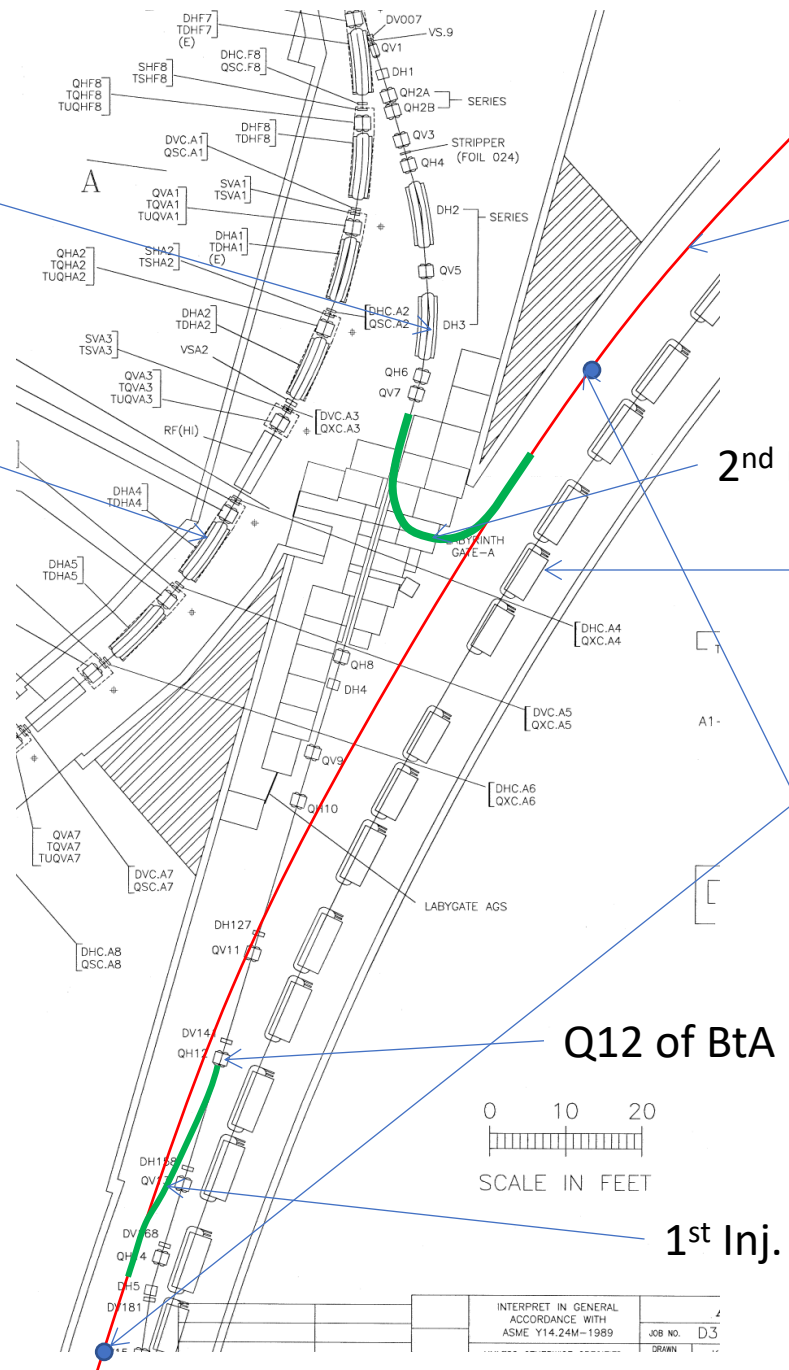 DHF7
TDHF7
(E)
DV007
VS.9
QV1
DH1
DHC.F8
QSC.F8
SHF8
TSHF8
QH2A
QH2B
SERIES
QHF8
TQHF8
TUQHF8
DHF8
TDHF8
QV3
STRIPPER
(FOIL 024)
QH4
DVC.A1
QSC.A1
A
SVA1
TSVA1
QVA1
TQVA1
TUQVA1
DH2
SERIES
DHA1
TDHA1
(E)
QHA2
TQHA2
TUQHA2
SHA2
TSHA2
QV5
DHC.A2
QSC.A2
DH3
DHA2
TDHA2
SVA3
TSVA3
VSA2
QH6
QV7
QVA3
TQVA3
TUQVA3
DVC.A3
QXC.A3
RF(HI)
2nd
DHA4
TDHA4
LABYRINTH
GATE-A
DHA5
TDHA5
DHC.A4
QXC.A4
QH8
DH4
DVC.A5
QXC.A5
A1-
QV9
DHC.A6
QXC.A6
QH10
QVA7
TQVA7
TUQVA7
DVC.A7
QSC.A7
LABYGATE AGS
DH127
QV11
DHC.A8
QSC.A8
QH12
Q12 of BtA
0 10 20
SCALE IN FEET
DH158
1st Inj.
DH5
DV181
INTERPRET IN GENERAL
ACCORDANCE WITH
ASME Y14.24M-1989
JOB NO. D3
DRAWN